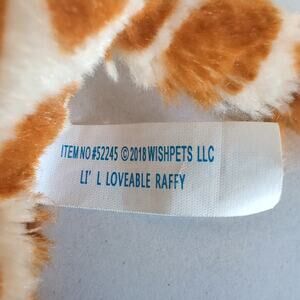 ITEM NO #52245 ©2018 WISHPETS LLC
LI' L LOVEABLE RAFFY